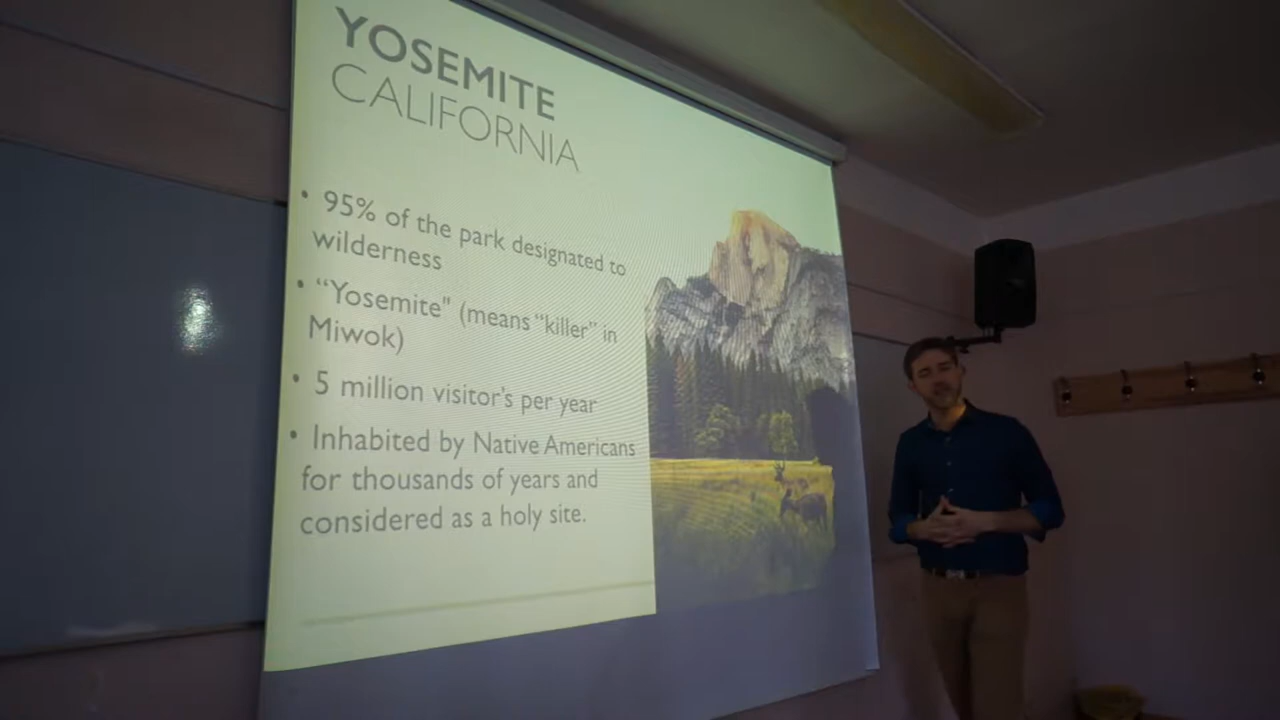 YOSEMITE
CALIFORNIA
• 95% of the park designated to
wilderness
• “Yosemite" (means “killer” in
Miwok)
• 5 million visitor's per year
• Inhabited by Native Americans
for thousands of years and
considered as a holy site.